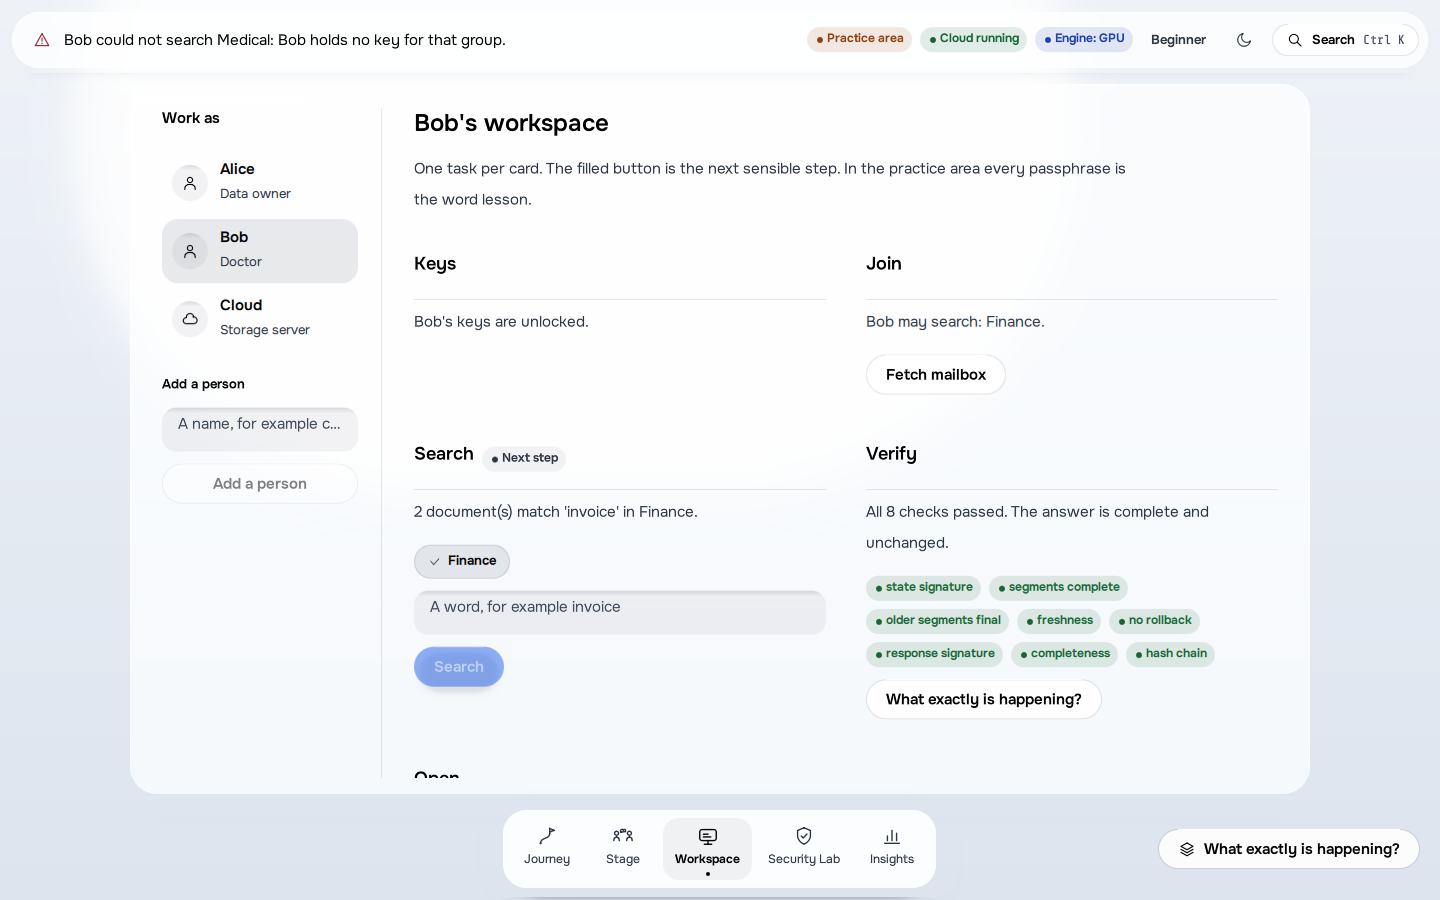 Bob could not search Medical: Bob holds no key for that group.
Practice area
Cloud running
Engine: GPU
Beginner
Search Ctrl K
Work as
Alice
Data owner
Bob
Doctor
Cloud
Storage server
Add a person
A name, for example c...
Add a person
Bob's workspace
One task per card. The filled button is the next sensible step. In the practice area every passphrase is
the word lesson.
Keys
Bob's keys are unlocked.
Join
Bob may search: Finance.
Fetch mailbox
Search
Next step
2 document(s) match 'invoice' in Finance.
Finance
A word, for example invoice
Search
Verify
All 8 checks passed. The answer is complete and
unchanged.
state signature
segments complete
older segments final
freshness
no rollback
response signature
completeness
hash chain
What exactly is happening?
Open
Journey
Stage
Workspace
Security Lab
Insights
What exactly is happening?